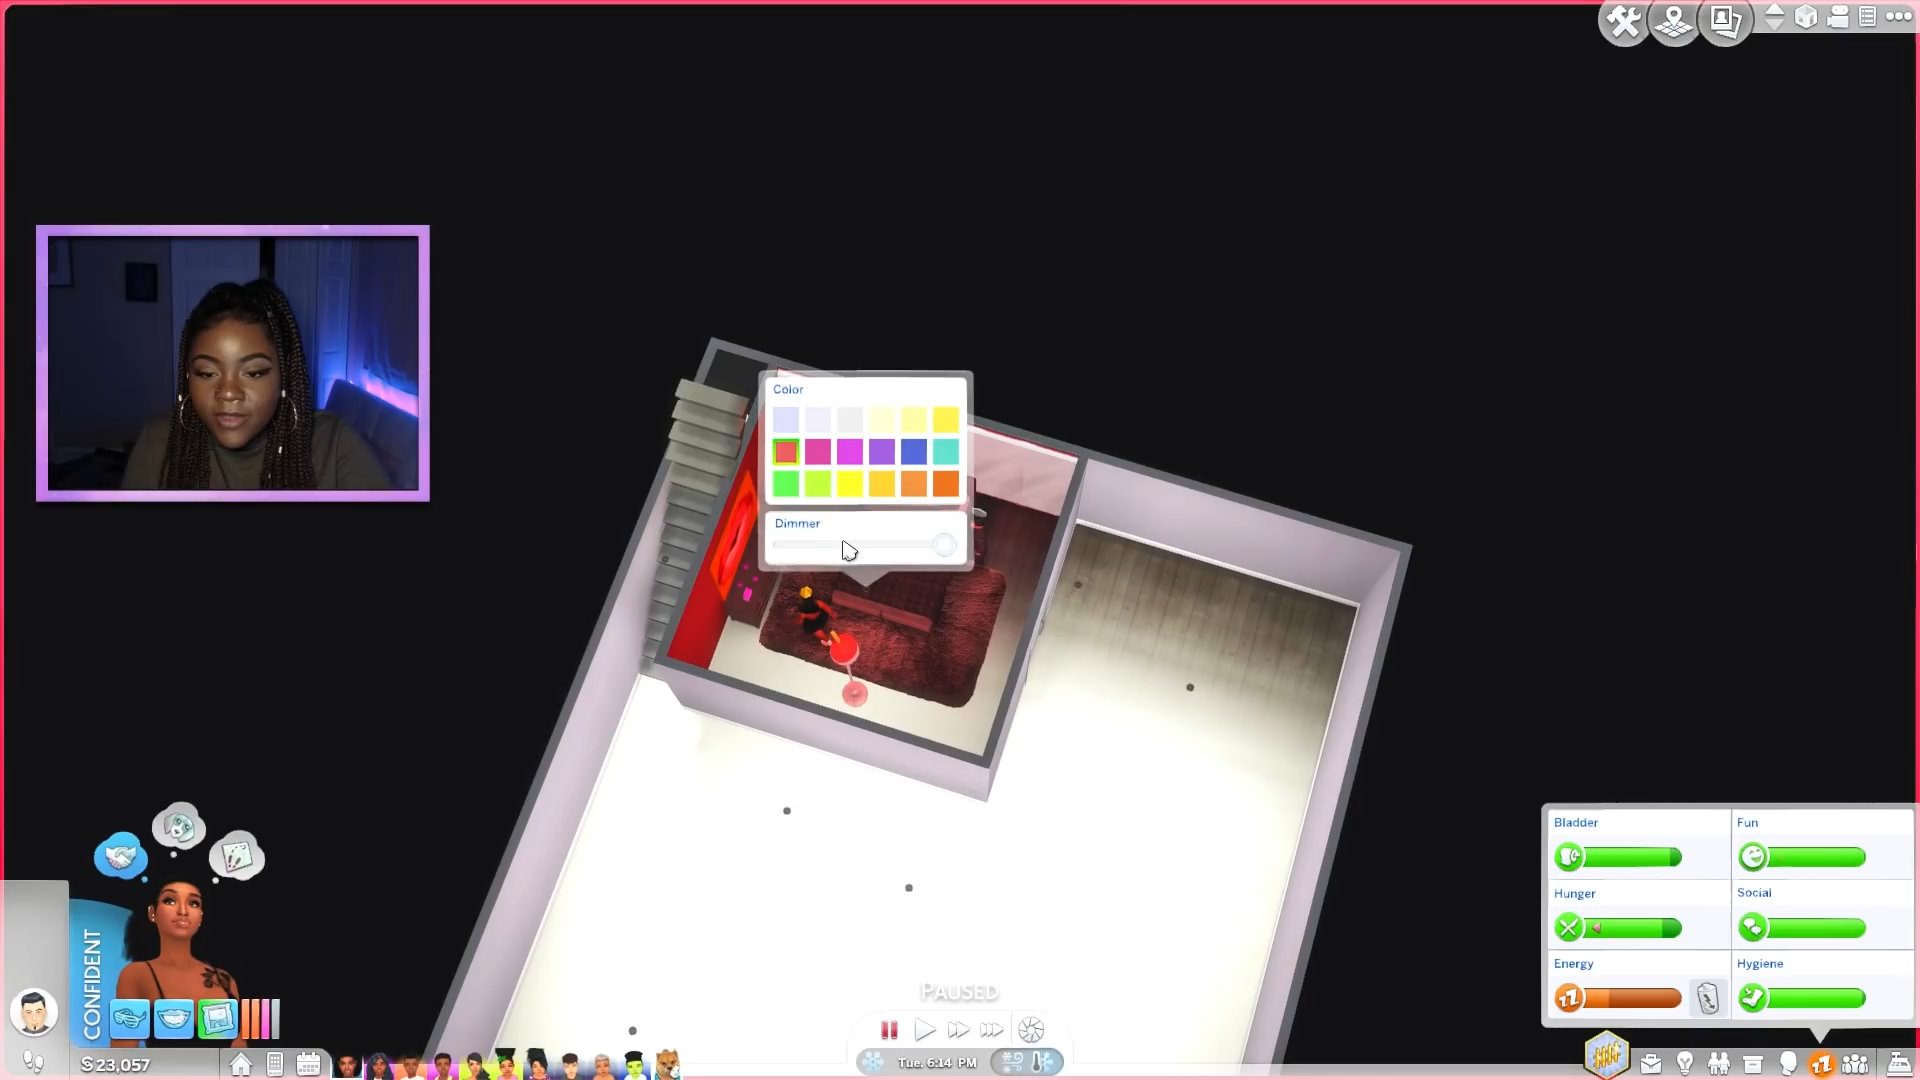 Color
Dimmer
Bladder
Fun
Hunger
Social
Energy
Hygiene
CONFIDENT
PAUSED
§23,057
Tue. 6:14 PM